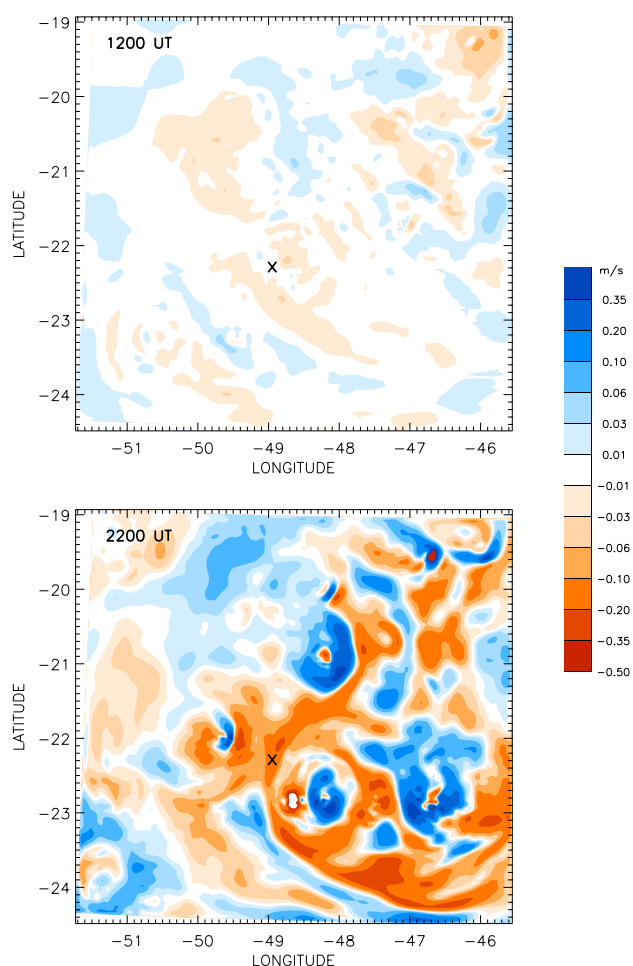 1200 UT
−19
−20
−21
−22
−23
−24
LATITUDE
X
−51 −50 −49 −48 −47 −46
LONGITUDE
m/s
0.35
0.20
0.10
0.06
0.03
0.01
−0.01
−0.03
−0.06
−0.10
−0.20
−0.35
−0.50
2200 UT
−19
−20
−21
−22
−23
−24
LATITUDE
X
−51 −50 −49 −48 −47 −46
LONGITUDE